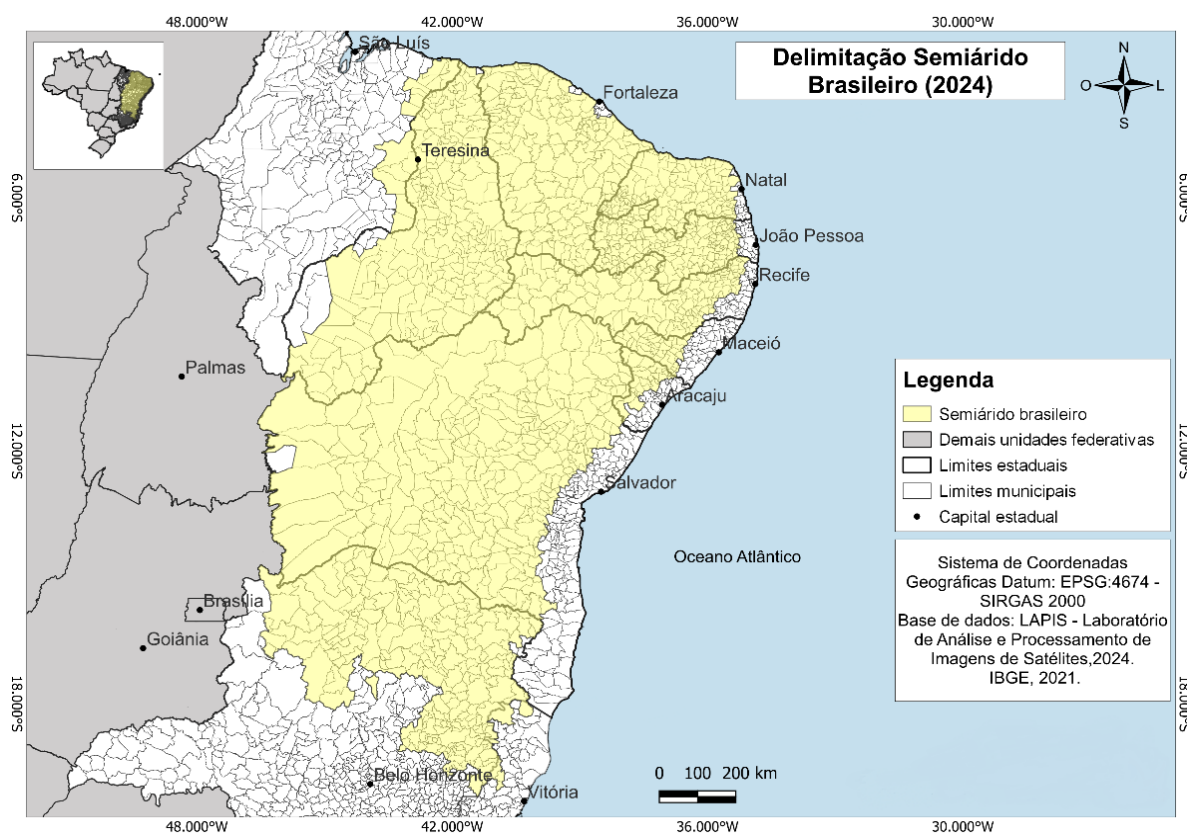 48.000°W
42.000°W
36.000°W
30.000°W
Delimitação Semiárido
Brasileiro (2024)
N
O
L
S
São Luís
Fortaleza
Teresina
Natal
João Pessoa
Recife
Palmas
Maceió
Aracaju
Salvador
Brasília
Goiânia
Belo Horizonte
Vitória
Oceano Atlântico
6.000°S
12.000°S
18.000°S
6.000°S
12.000°S
18.000°S
Legenda
Semiárido brasileiro
Demais unidades federativas
Limites estaduais
Limites municipais
Capital estadual
Sistema de Coordenadas
Geográficas Datum: EPSG:4674 -
SIRGAS 2000
Base de dados: LAPIS - Laboratório
de Análise e Processamento de
Imagens de Satélites,2024.
IBGE, 2021.
0 100 200 km
48.000°W
42.000°W
36.000°W
30.000°W